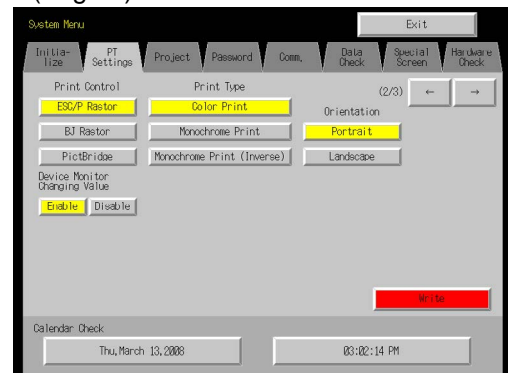 System Menu
Exit
Initia-
lize
PT
Settings
Project
Password
Comm.
Data
Check
Special
Screen
Hardware
Check
Print Control
Print Type
(2/3)
←
→
Orientation
ESC/P Rastor
Color Print
Portrait
BJ Rastor
Monochrome Print
Landscape
PictBridge
Monochrome Print (Inverse)
Device Monitor
Changing Value
Enable
Disable
Write
Calendar Check
Thu,March 13,2008
03:02:14 PM